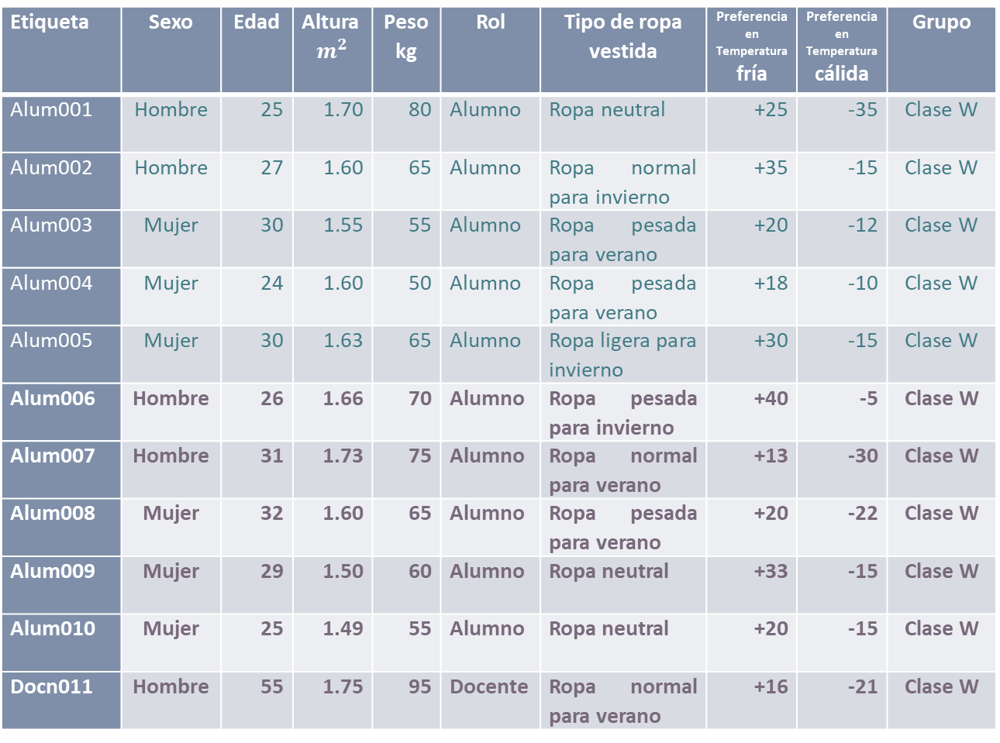 Etiqueta Sexo Edad Altura m² Peso kg Rol Tipo de ropa vestida Preferencia en Temperatura fría Preferencia en Temperatura cálida Grupo
Alum001 Hombre 25 1.70 80 Alumno Ropa neutral +25 -35 Clase W
Alum002 Hombre 27 1.60 65 Alumno Ropa normal para invierno +35 -15 Clase W
Alum003 Mujer 30 1.55 55 Alumno Ropa pesada para verano +20 -12 Clase W
Alum004 Mujer 24 1.60 50 Alumno Ropa pesada para verano +18 -10 Clase W
Alum005 Mujer 30 1.63 65 Alumno Ropa ligera para invierno +30 -15 Clase W
Alum006 Hombre 26 1.66 70 Alumno Ropa pesada para invierno +40 -5 Clase W
Alum007 Hombre 31 1.73 75 Alumno Ropa normal para verano +13 -30 Clase W
Alum008 Mujer 32 1.60 65 Alumno Ropa pesada para verano +20 -22 Clase W
Alum009 Mujer 29 1.50 60 Alumno Ropa neutral +33 -15 Clase W
Alum010 Mujer 25 1.49 55 Alumno Ropa neutral +20 -15 Clase W
Docn011 Hombre 55 1.75 95 Docente Ropa normal para verano +16 -21 Clase W